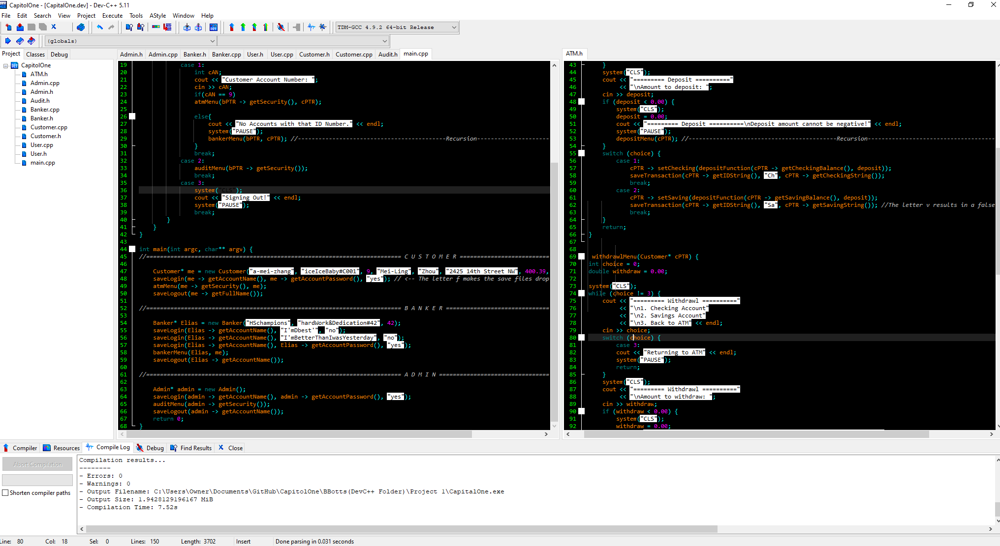 CapitolOne - [CapitalOne.dev] - Dev-C++ 5.11
File Edit Search View Project Execute Tools AStyle Window Help
TDM-GCC 4.9.2 64-bit Release
(globals)
Project Classes Debug
Admin.h Admin.cpp Banker.h Banker.cpp User.h User.cpp Customer.h Customer.cpp Audit.h main.cpp
ATM.h
CapitolOne
ATM.h
Admin.cpp
Admin.h
Audit.h
Banker.cpp
Banker.h
Customer.cpp
Customer.h
User.cpp
User.h
main.cpp
19 case 1:
20 int cAN;
21 cout << "Customer Account Number: ";
22 cin >> cAN;
23 if(cAN == 9)
24 atmMenu(bPTR -> getSecurity(), cPTR);
25
26 else{
27 cout << "No Accounts with that ID Number." << endl;
28 system("PAUSE");
29 bankerMenu(bPTR, cPTR); //-------------------------------------------Recursion---------------------
30 }
31 break;
32 case 2:
33 auditMenu(bPTR -> getSecurity());
34 break;
35 case 3:
36 system("CLS");
37 cout << "Signing Out!" << endl;
38 system("PAUSE");
39 break;
40 }
41 }
42 }
43
44 int main(int argc, char** argv) {
45 //========================================================================== C U S T O M E R ==========================
46
47 Customer* me = new Customer("a-mei-zhang", "iceIceBaby#C001", 9, "Mei-Ling", "Zhou", "2425 14th Street NW", 400.39,
48 saveLogin(me -> getAccountName(), me -> getAccountPassword(), "yes"); // <-- The letter f makes the save files drop
49 atmMenu(me -> getSecurity(), me);
50 saveLogout(me -> getFullName());
51
52 //========================================================================== B A N K E R ==============================
53
54 Banker* Elias = new Banker("HSchampions", "hardWork&Dedication#42", 42);
55 saveLogin(Elias -> getAccountName(), "I'mDbest'", "no");
56 saveLogin(Elias -> getAccountName(), "I'mBetterThanIwasYesterday", "no");
57 saveLogin(Elias -> getAccountName(), Elias -> getAccountPassword(), "yes");
58 bankerMenu(Elias, me);
59 saveLogout(Elias -> getAccountName());
60
61 //========================================================================== A D M I N ================================
62
63 Admin* admin = new Admin();
64 saveLogin(admin -> getAccountName(), admin -> getAccountPassword(), "yes");
65 auditMenu(admin -> getSecurity());
66 saveLogout(admin -> getAccountName());
67 return 0;
68 }
43 }
44 system("CLS");
45 cout << "========= Deposit =========="
46 << "\nAmount to deposit: ";
47 cin >> deposit;
48 if (deposit < 0.00) {
49 system("CLS");
50 deposit = 0.00;
51 cout << "========= Deposit ==========\nDeposit amount cannot be negative!" << endl;
52 system("PAUSE");
53 depositMenu(cPTR); //-------------------------------------------Recursion-------------------------------------
54 }
55 switch (choice) {
56 case 1:
57 cPTR -> setChecking(depositFunction(cPTR -> getCheckingBalance(), deposit));
58 saveTransaction(cPTR -> getIDString(), "Ch", cPTR -> getCheckingString());
59 break;
60 case 2:
61 cPTR -> setSaving(depositFunction(cPTR -> getSavingBalance(), deposit));
62 saveTransaction(cPTR -> getIDString(), "Sa", cPTR -> getSavingString()); //The letter v results in a false
63 break;
64 }
65 return;
66 }
67
68
69 withdrawlMenu(Customer* cPTR) {
70 int choice = 0;
71 double withdraw = 0.00;
72
73 system("CLS");
74 while (choice != 3) {
75 cout << "========= Withdrawl =========="
76 << "\n1. Checking Account"
77 << "\n2. Savings Account"
78 << "\n3. Back to ATM" << endl;
79 cin >> choice;
80 switch (choice) {
81 case 3:
82 cout << "Returning to ATM" << endl;
83 system("PAUSE");
84 return;
85 }
86 system("CLS");
87 cout << "========= Withdrawl =========="
88 << "\nAmount to withdraw: ";
89 cin >> withdraw;
90 if (withdraw < 0.00) {
91 system("CLS");
92 withdraw = 0.00;
Compiler Resources Compile Log Debug Find Results Close
Abort Compilation
Shorten compiler paths
Compilation results...
--------
- Errors: 0
- Warnings: 0
- Output Filename: C:\Users\Owner\Documents\GitHub\CapitolOne\BBotts(DevC++ Folder)\Project 1\CapitalOne.exe
- Output Size: 1.9428129196167 MiB
- Compilation Time: 7.52s
Line: 80 Col: 18 Sel: 0 Lines: 150 Length: 3702 Insert Done parsing in 0.031 seconds